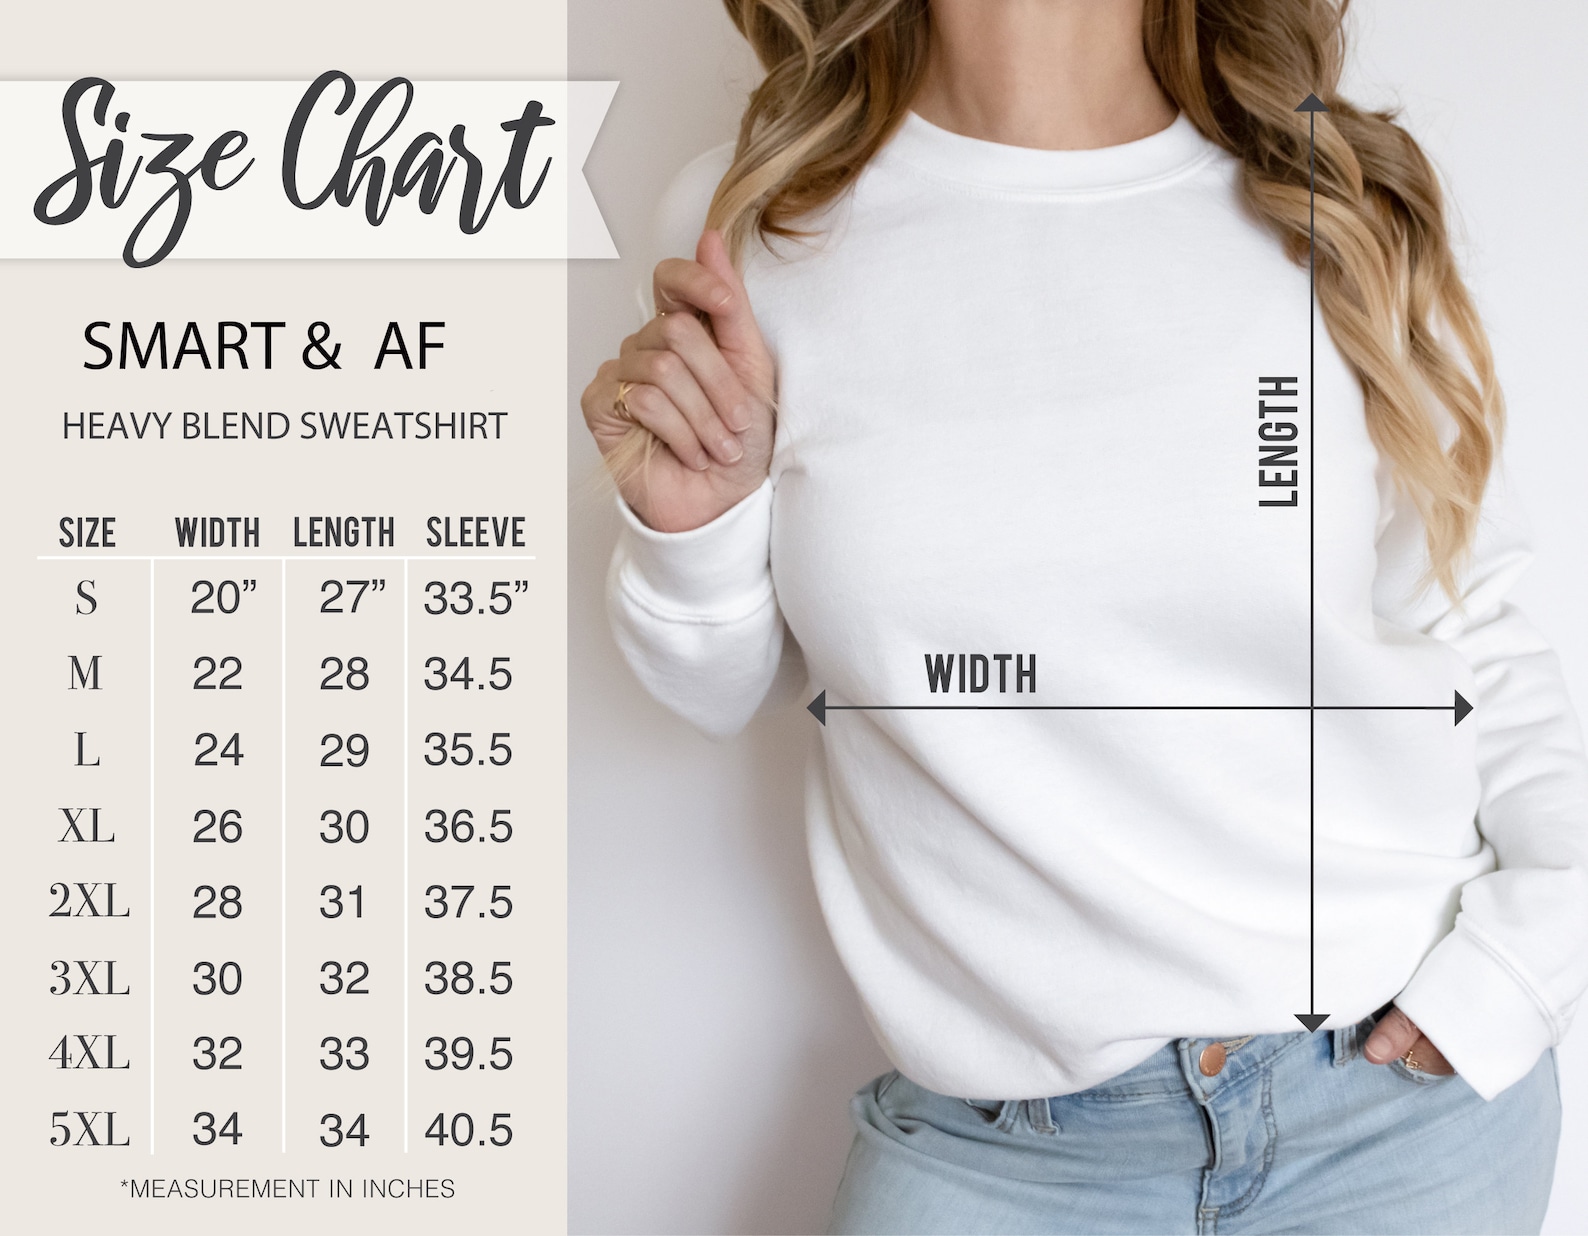 Size Chart
SMART & AF
HEAVY BLEND SWEATSHIRT
SIZE WIDTH LENGTH SLEEVE
S 20” 27” 33.5”
M 22 28 34.5
L 24 29 35.5
XL 26 30 36.5
2XL 28 31 37.5
3XL 30 32 38.5
4XL 32 33 39.5
5XL 34 34 40.5
*MEASUREMENT IN INCHES
LENGTH
WIDTH